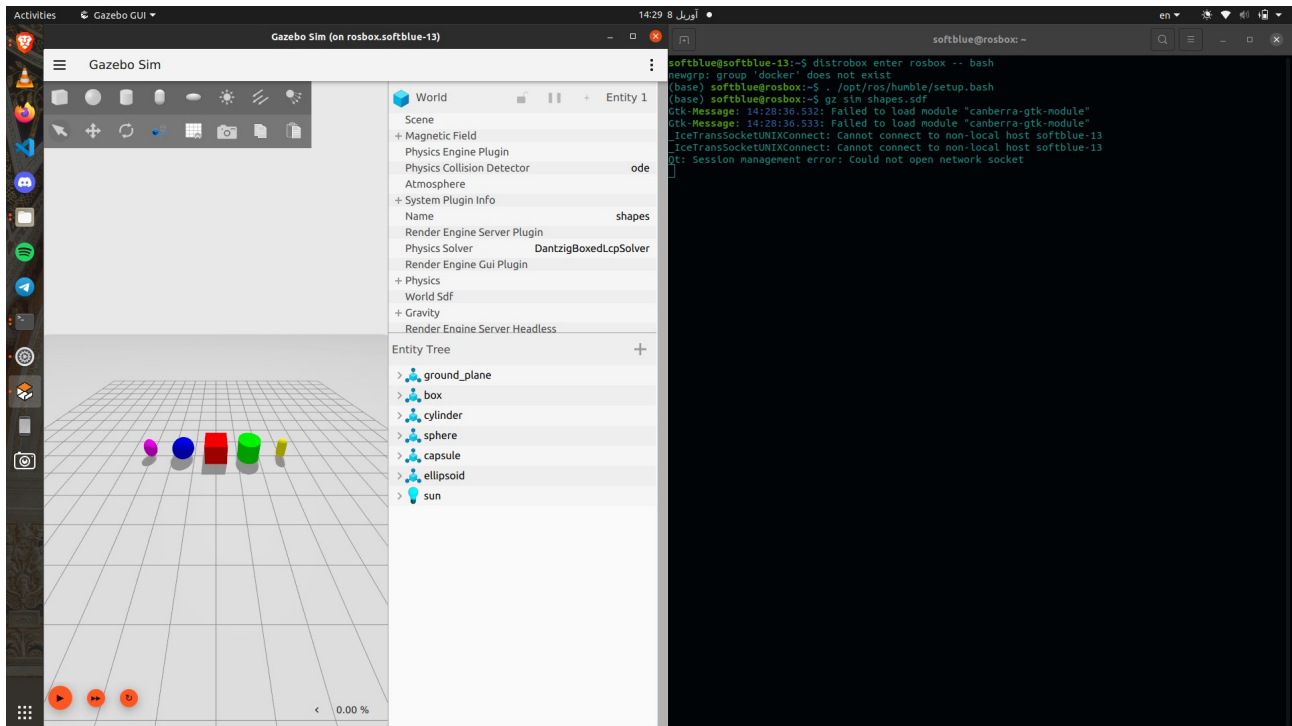 Activities Gazebo GUI 14:29 8 آوریل en
Gazebo Sim (on rosbox.softblue-13)
Gazebo Sim
World Entity 1
Scene
Magnetic Field
Physics Engine Plugin
Physics Collision Detector ode
Atmosphere
System Plugin Info
Name shapes
Render Engine Server Plugin
Physics Solver DantzigBoxedLcpSolver
Render Engine Gui Plugin
Physics
World Sdf
Gravity
Render Engine Server Headless
Entity Tree
ground_plane
box
cylinder
sphere
capsule
ellipsoid
sun
0.00 %
softblue@rosbox: ~
softblue@softblue-13:~$ distrobox enter rosbox -- bash
newgrp: group 'docker' does not exist
(base) softblue@rosbox:~$ . /opt/ros/humble/setup.bash
(base) softblue@rosbox:~$ gz sim shapes.sdf
Gtk-Message: 14:28:36.532: Failed to load module "canberra-gtk-module"
Gtk-Message: 14:28:36.533: Failed to load module "canberra-gtk-module"
_IceTransSocketUNIXConnect: Cannot connect to non-local host softblue-13
_IceTransSocketUNIXConnect: Cannot connect to non-local host softblue-13
Qt: Session management error: Could not open network socket